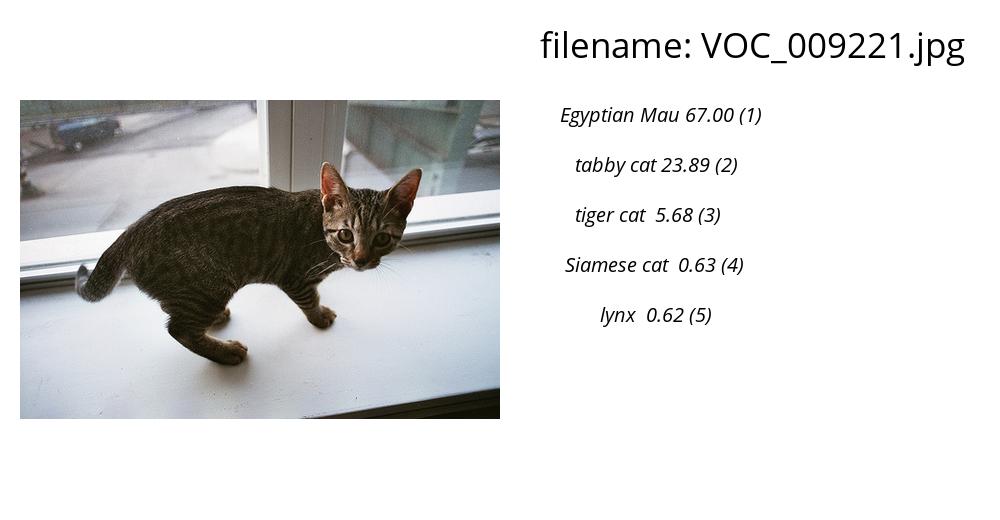 filename: VOC_009221.jpg
Egyptian Mau 67.00 (1)
tabby cat 23.89 (2)
tiger cat  5.68 (3)
Siamese cat  0.63 (4)
lynx  0.62 (5)